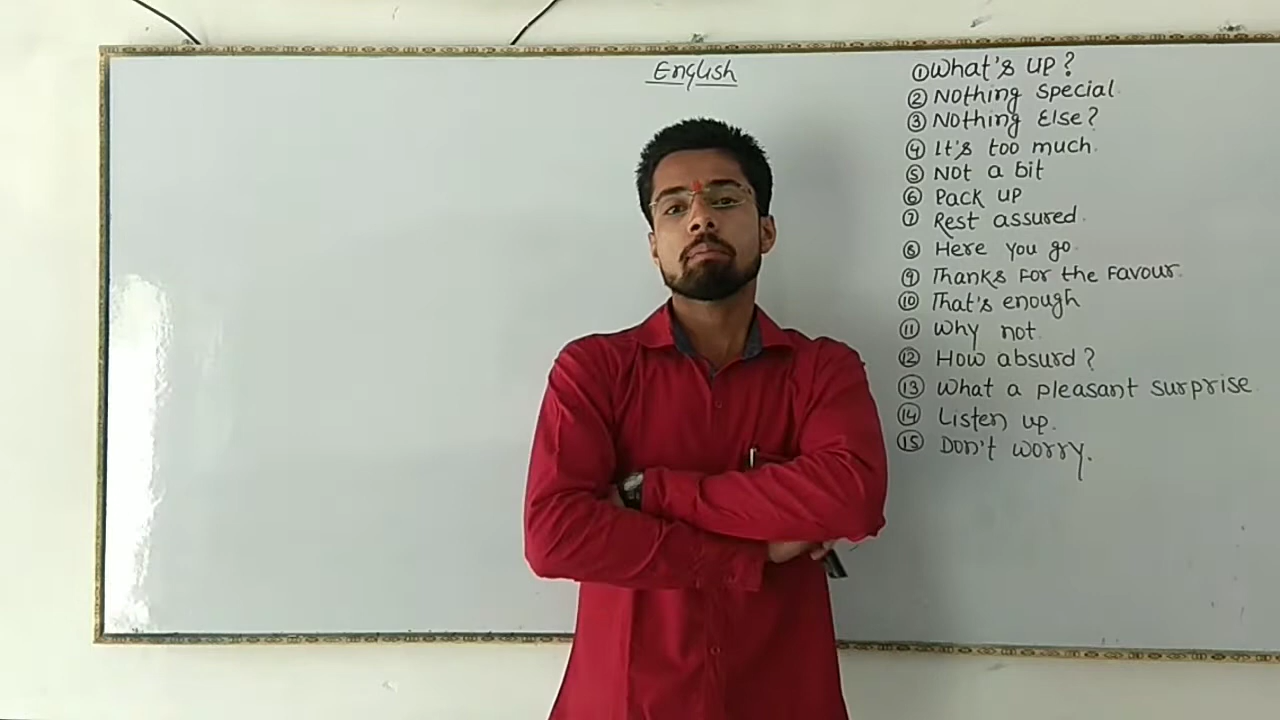 English
① What's up?
② Nothing special.
③ Nothing Else?
④ It's too much.
⑤ Not a bit
⑥ Pack up
⑦ Rest assured.
⑧ Here you go.
⑨ Thanks for the Favour.
⑩ That's enough
⑪ Why not.
⑫ How absurd?
⑬ What a pleasant surprise.
⑭ Listen up.
⑮ Don't worry.